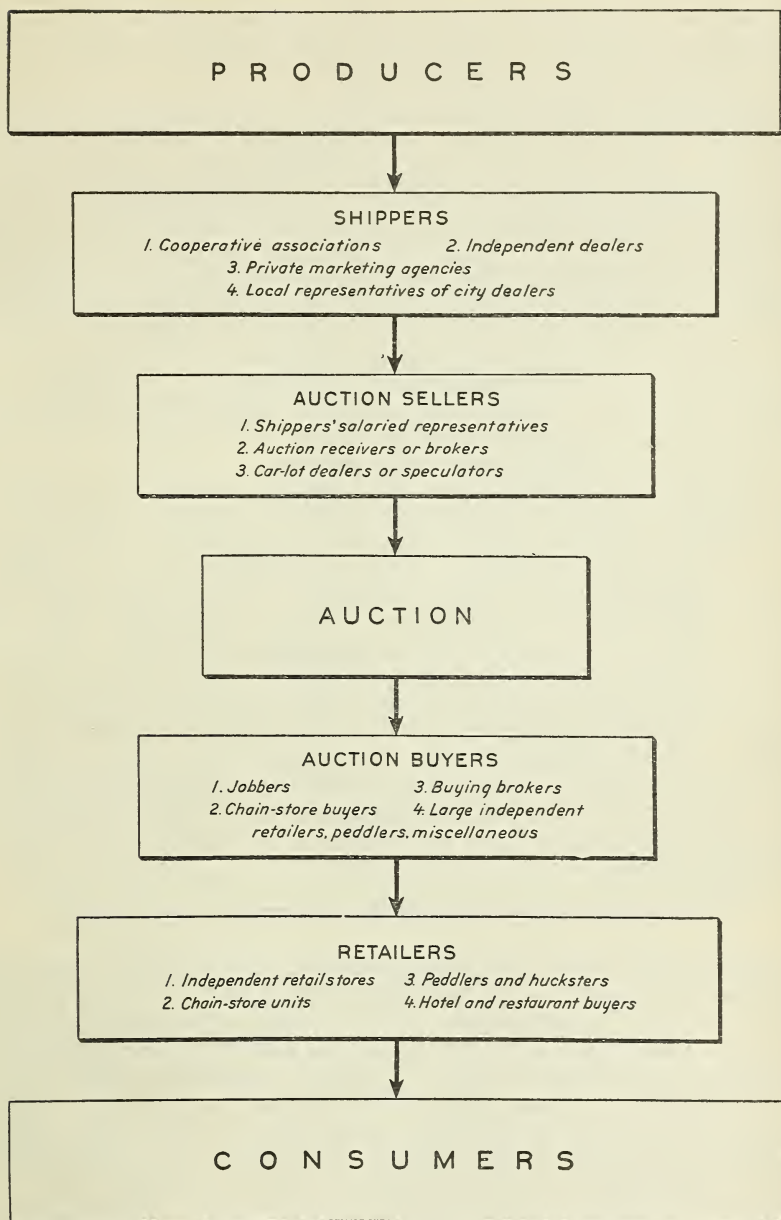 PRODUCERS
SHIPPERS
1. Cooperative associations 2. Independent dealers
3. Private marketing agencies
4. Local representatives of city dealers
AUCTION SELLERS
1. Shippers' salaried representatives
2. Auction receivers or brokers
3. Car-lot dealers or speculators
AUCTION
AUCTION BUYERS
1. Jobbers 3. Buying brokers
2. Chain-store buyers 4. Large independent
retailers, peddlers, miscellaneous
RETAILERS
1. Independent retail stores 3. Peddlers and hucksters
2. Chain-store units 4. Hotel and restaurant buyers
CONSUMERS